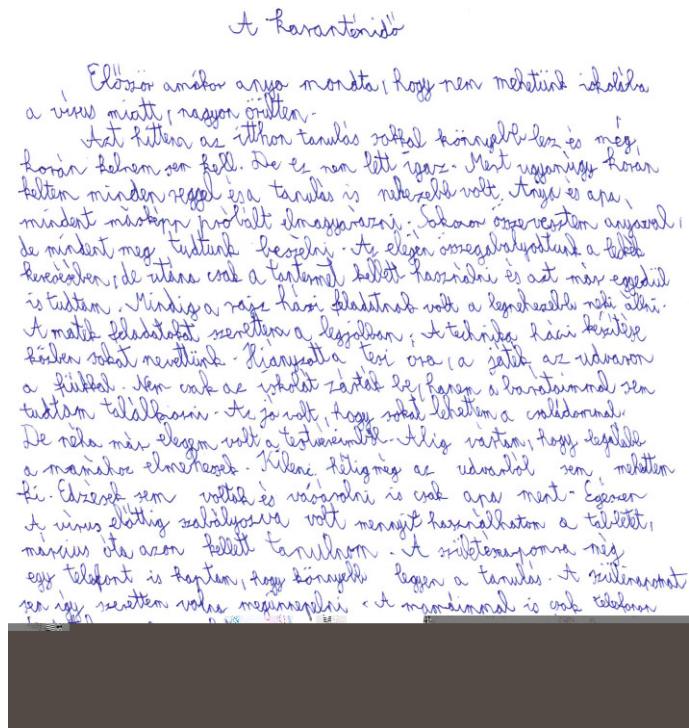 A karanténidő
Először amikor anya mondta, hogy nem mehetünk iskolába
a vírus miatt, nagyon örültem.
Azt hittem az itthon tanulás sokkal könnyebb lesz és még
korán kelnem sem kell. De ez nem lett igaz. Mert ugyanúgy korán
keltem minden reggel és a tanulás is nehezebb volt. Anya és apa,
mindent másképp próbált elmagyarazni. Sokszor összevesztem anyával,
de mindent meg tudtunk beszélni. Az elején összegabalyodtunk a lekék
keresésében, de utána csak a tantermet kellett használni és azt már egyedül
is tudtam. Mindig a rajz házi feladatnak volt a legnehezebb neki állni.
A matek feladatokat szerettem a legjobban. A technika házi készítése
közben sokat nevettünk. Hiányzott a tesi óra, a játék az udvaron
a fiúkkal. Nem csak az iskolát zárták be, hanem a barátaimmal sem
tudtam találkozni. Az jó volt, hogy sokat lehettem a családommal.
De néha már elegem volt a testvéreimből. Alig vártam, hogy legalább
a mamához elmehessek. Kileni hétig még az udvarból sem mehettem
ki. Edzések sem voltak és vásárolni is csak apa ment. Egészen
A vírus előttig szabályozva volt mennyit használhatom a tabletet,
március óta azon kellett tanulnom. A születésnapomra még
egy telefont is kaptam, hogy könnyebb legyen a tanulás. A szülinapomat
sem így szerettem volna megünnepelni. A mamáimmal is csak telefonon